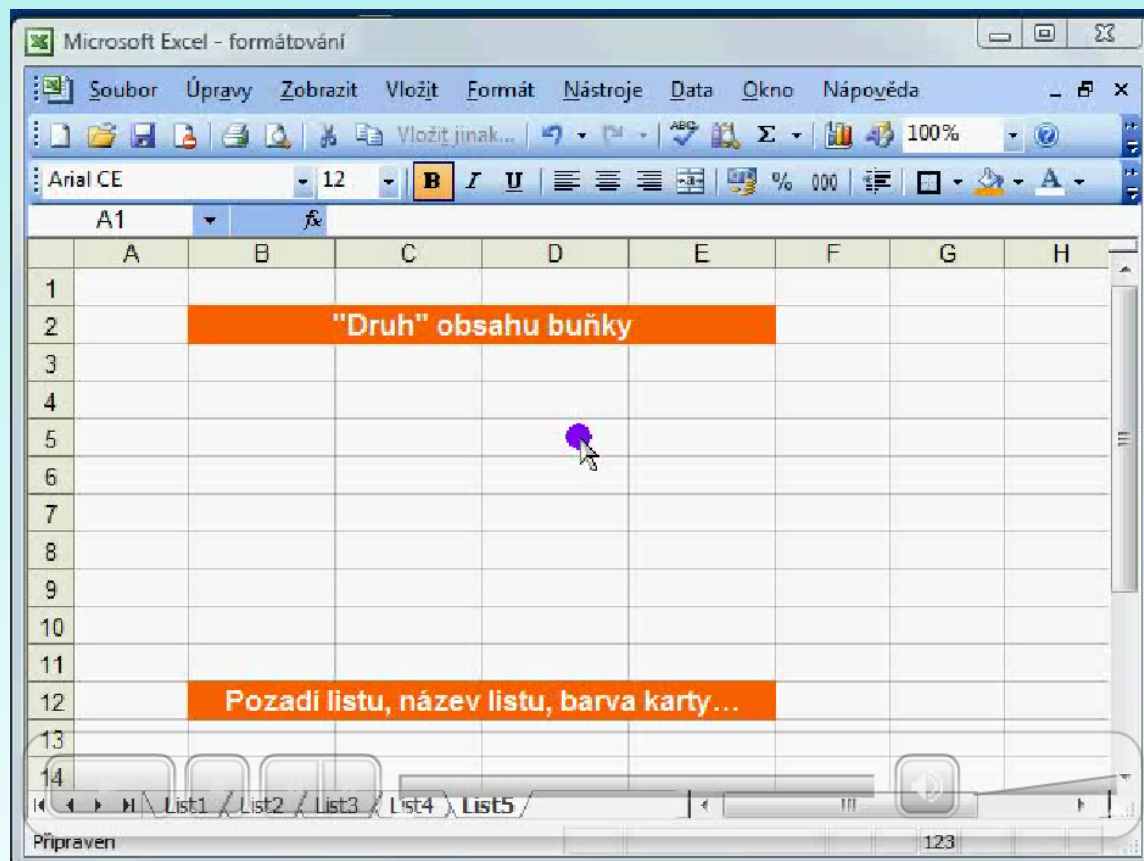 Microsoft Excel - formátování
Soubor Úpravy Zobrazit Vložit Formát Nástroje Data Okno Nápověda
Vložit jinak... ABC Σ 100%
Arial CE 12 B I U a % 000 A
A1 fx
A B C D E F G H
1
2 "Druh" obsahu buňky
3
4
5
6
7
8
9
10
11
12 Pozadí listu, název listu, barva karty...
13
14
List1 List2 List3 List4 List5
Připraven 123